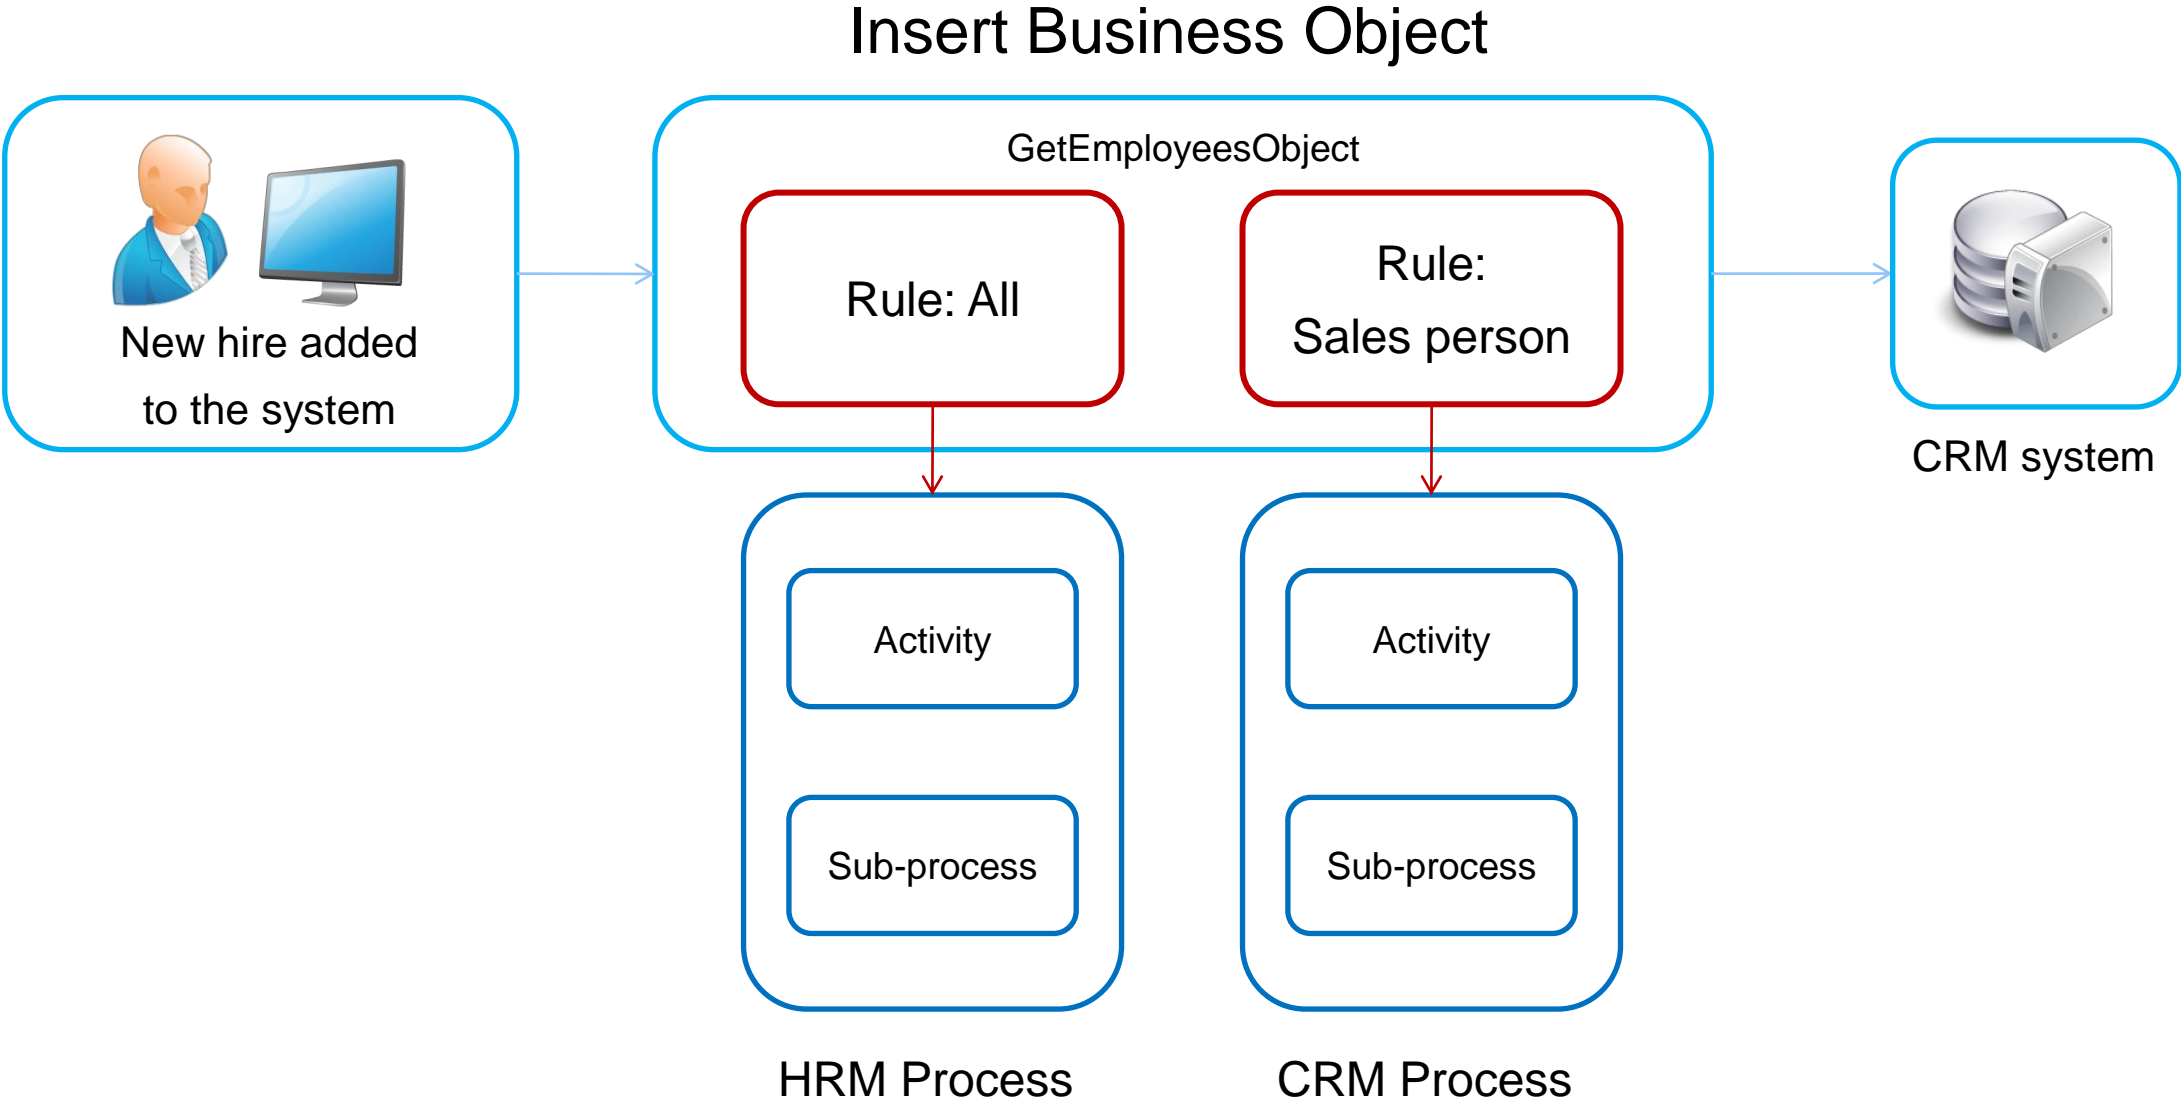 Insert Business Object
New hire added
to the system
GetEmployeesObject
Rule: All
Rule:
Sales person
CRM system
Activity
Sub-process
HRM Process
Activity
Sub-process
CRM Process